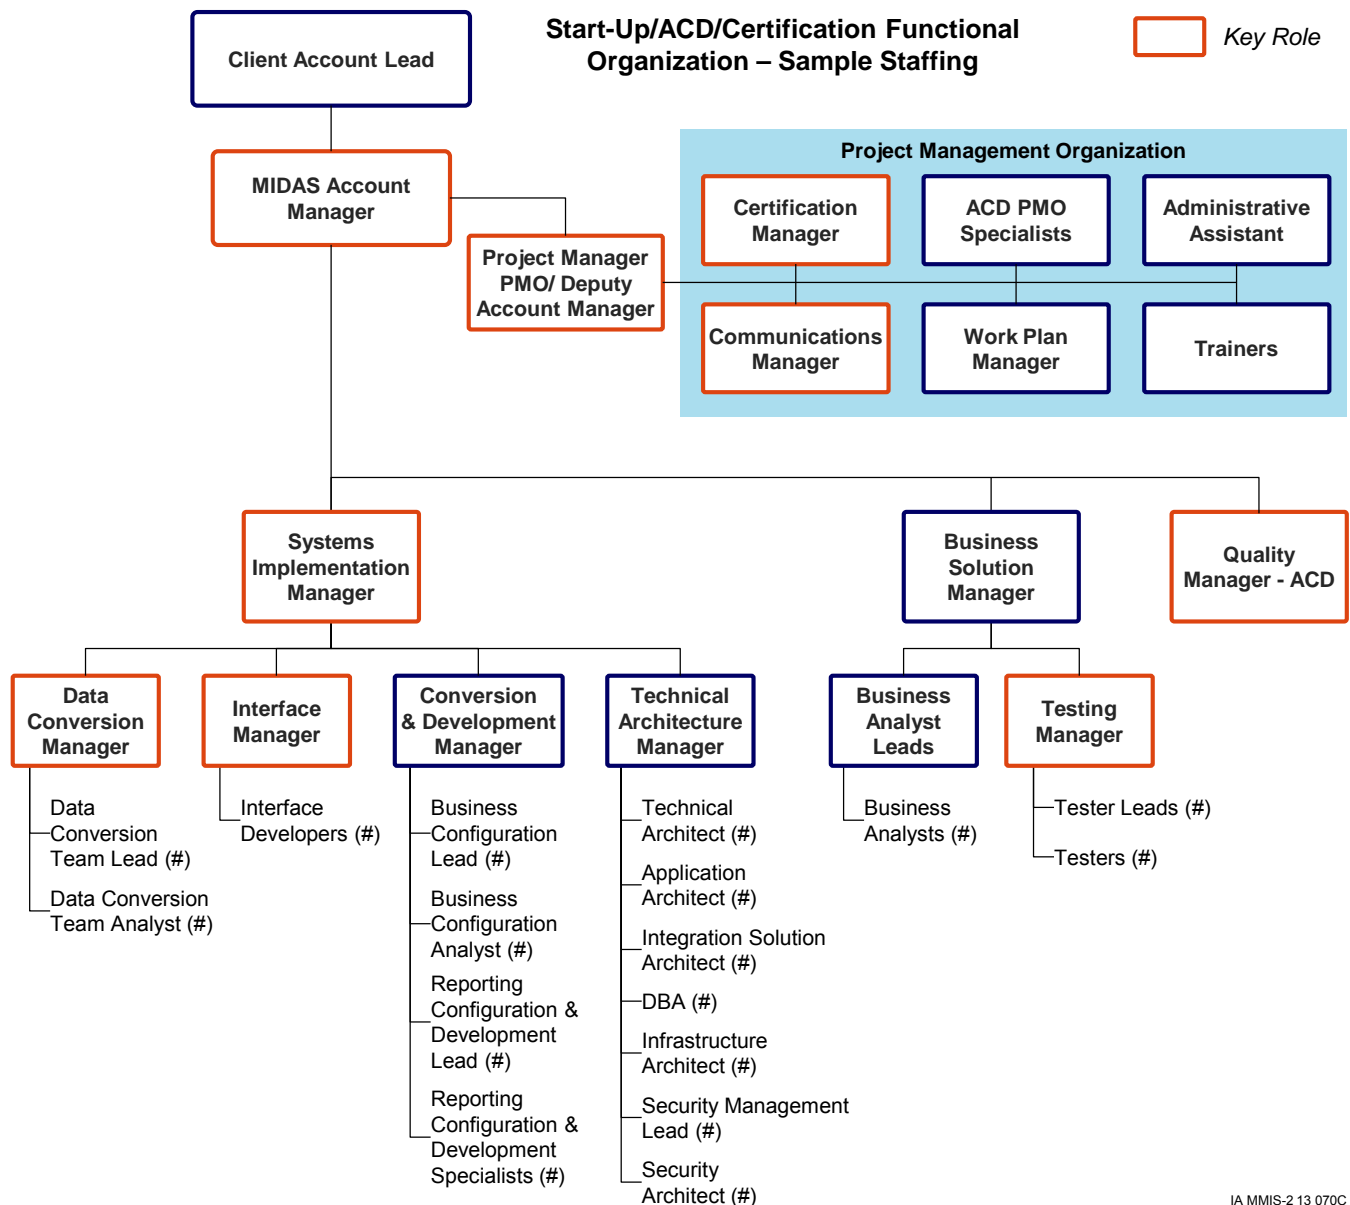 Start-Up/ACD/Certification Functional
Organization – Sample Staffing
Key Role
Client Account Lead
MIDAS Account
Manager
Project Manager
PMO/ Deputy
Account Manager
Project Management Organization
Certification
Manager
ACD PMO
Specialists
Administrative
Assistant
Communications
Manager
Work Plan
Manager
Trainers
Systems
Implementation
Manager
Business
Solution
Manager
Quality
Manager - ACD
Data
Conversion
Manager
Interface
Manager
Conversion
& Development
Manager
Technical
Architecture
Manager
Business
Analyst
Leads
Testing
Manager
Data
Conversion
Team Lead (#)
Data Conversion
Team Analyst (#)
Interface
Developers (#)
Business
Configuration
Lead (#)
Business
Configuration
Analyst (#)
Reporting
Configuration &
Development
Lead (#)
Reporting
Configuration &
Development
Specialists (#)
Technical
Architect (#)
Application
Architect (#)
Integration Solution
Architect (#)
DBA (#)
Infrastructure
Architect (#)
Security Management
Lead (#)
Security
Architect (#)
Business
Analysts (#)
Tester Leads (#)
Testers (#)
IA MMIS-2 13 070C